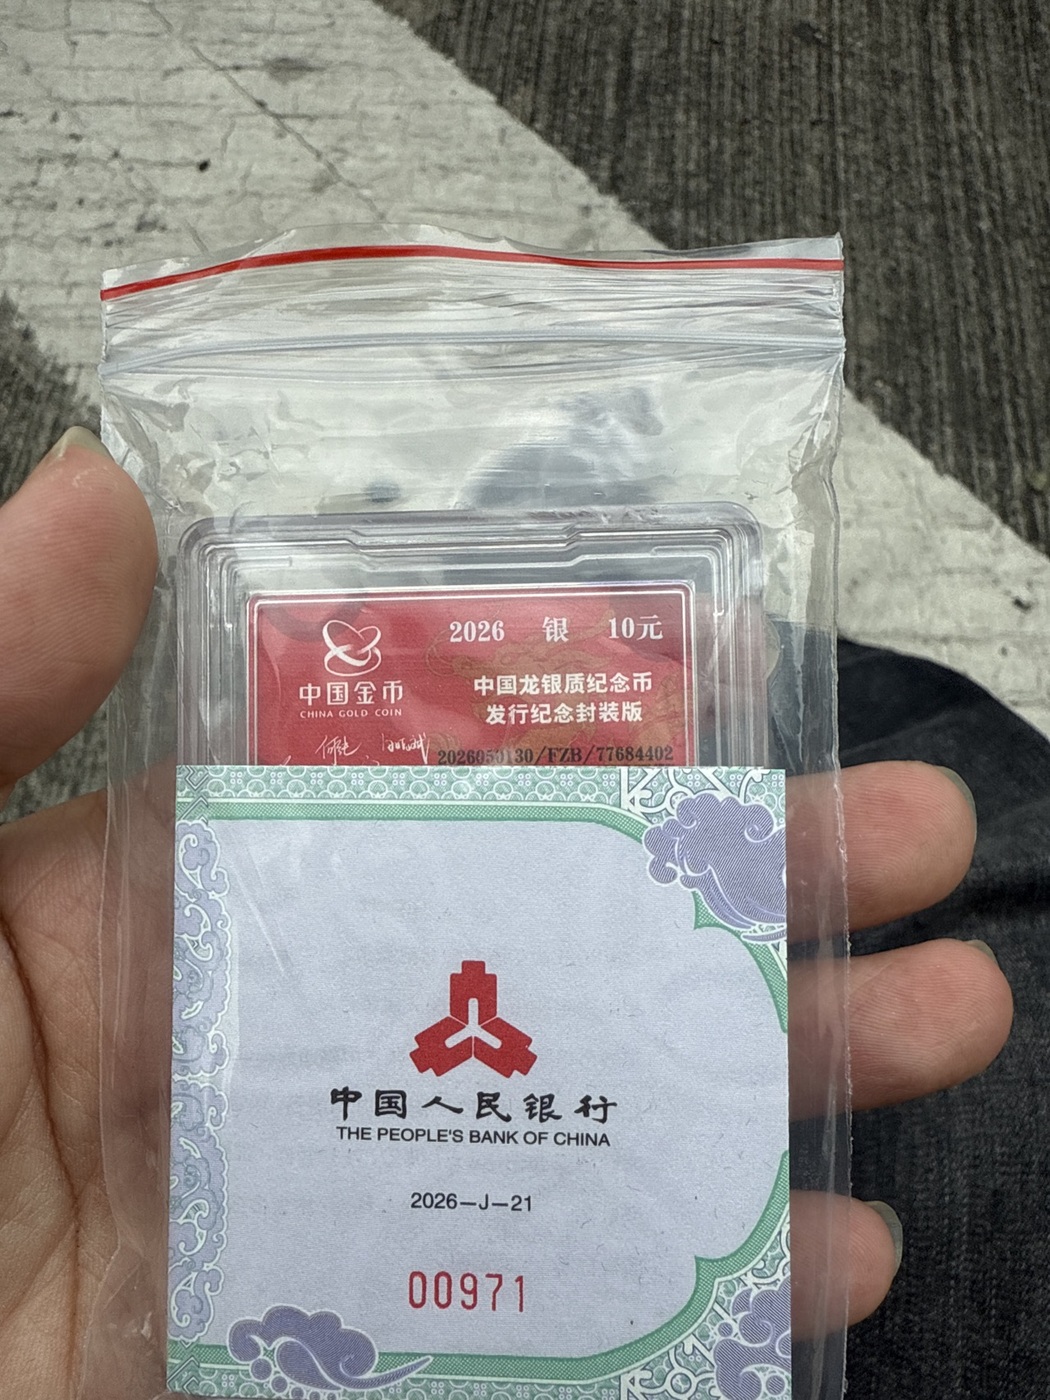 2026 银 10元
中国金币
CHINA GOLD COIN
中国龙银质纪念币
发行纪念封装版
2026050130/FZB/77684402
中国人民银行
THE PEOPLE'S BANK OF CHINA
2026－J－21
00971